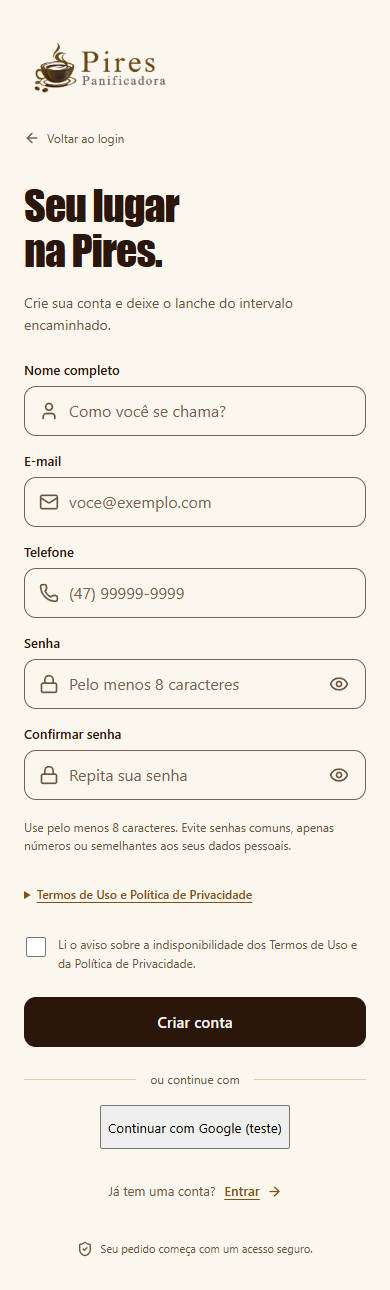 Pires
Panificadora
Voltar ao login
Seu lugar
na Pires.
Crie sua conta e deixe o lanche do intervalo
encaminhado.
Nome completo
Como você se chama?
E-mail
voce@exemplo.com
Telefone
(47) 99999-9999
Senha
Pelo menos 8 caracteres
Confirmar senha
Repita sua senha
Use pelo menos 8 caracteres. Evite senhas comuns, apenas
números ou semelhantes aos seus dados pessoais.
Termos de Uso e Política de Privacidade
Li o aviso sobre a indisponibilidade dos Termos de Uso e
da Política de Privacidade.
Criar conta
ou continue com
Continuar com Google (teste)
Já tem uma conta? Entrar
Seu pedido começa com um acesso seguro.